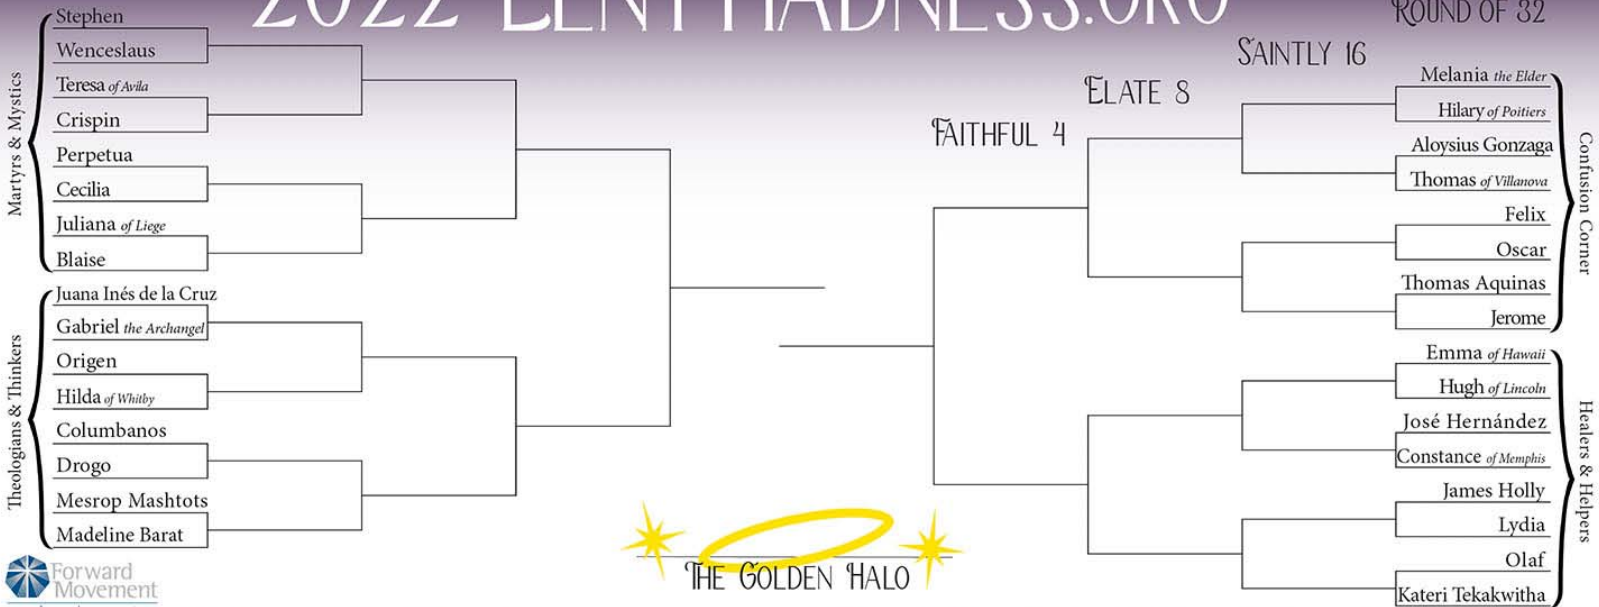 2022 LENTMADNESS.ORG
ROUND OF 32
SAINTLY 16
ELATE 8
FAITHFUL 4
Martyrs & Mystics
Stephen
Wenceslaus
Teresa of Avila
Crispin
Perpetua
Cecilia
Juliana of Liege
Blaise
Theologians & Thinkers
Juana Inés de la Cruz
Gabriel the Archangel
Origen
Hilda of Whitby
Columbanos
Drogo
Mesrop Mashtots
Madeline Barat
Melania the Elder
Hilary of Poitiers
Aloysius Gonzaga
Thomas of Villanova
Felix
Oscar
Thomas Aquinas
Jerome
Confusion Corner
Emma of Hawaii
Hugh of Lincoln
José Hernández
Constance of Memphis
James Holly
Lydia
Olaf
Kateri Tekakwitha
Healers & Helpers
THE GOLDEN HALO
Forward
Movement